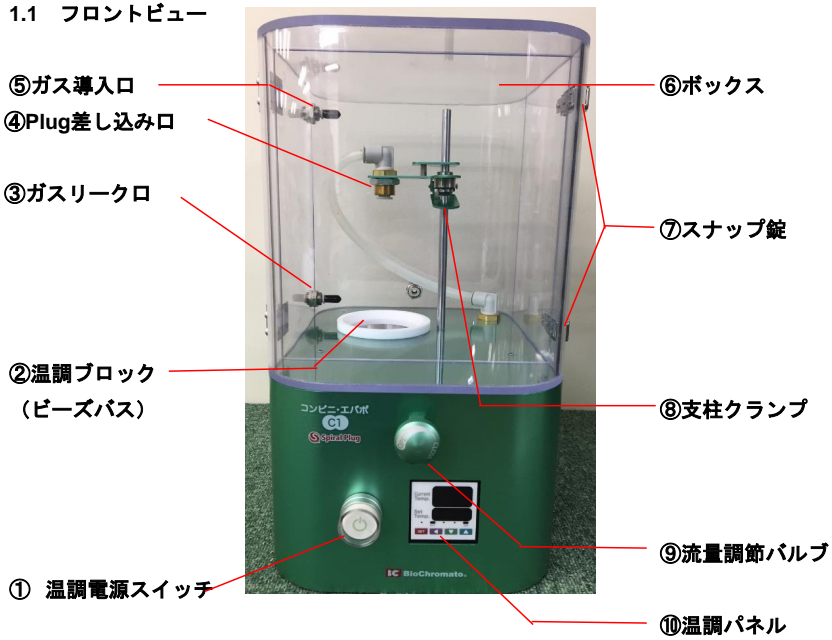 1.1 フロントビュー
⑤ガス導入口
④Plug差し込み口
③ガスリークロ
②温調ブロック
（ビーズバス）
① 温調電源スイッチ
⑥ボックス
⑦スナップ錠
⑧支柱クランプ
⑨流量調節バルブ
⑩温調パネル
コンビニ・エバポ
C1
Spiral Plug
Current
Temp.
Set
Temp.
SET
BioChromato.